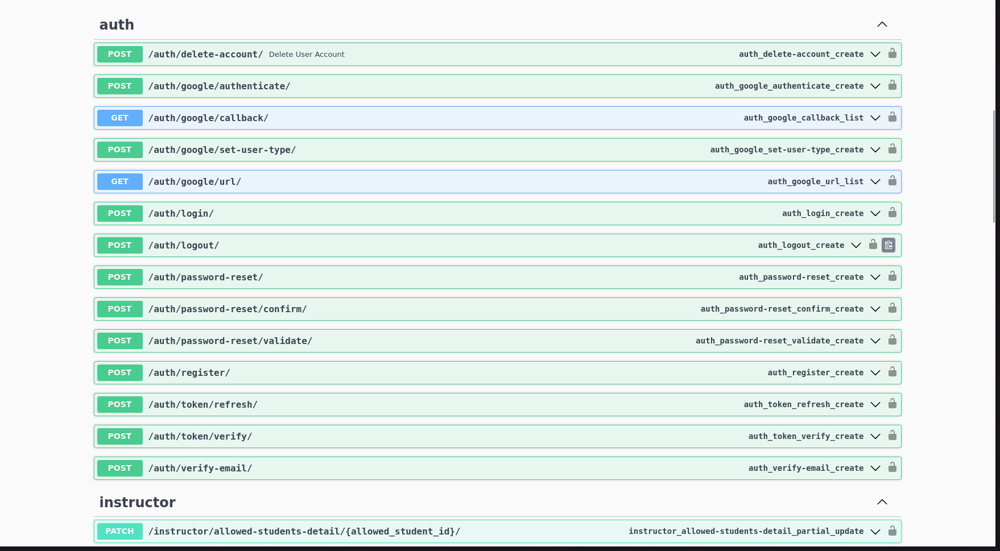 auth
POST /auth/delete-account/ Delete User Account auth_delete-account_create
POST /auth/google/authenticate/ auth_google_authenticate_create
GET /auth/google/callback/ auth_google_callback_list
POST /auth/google/set-user-type/ auth_google_set-user-type_create
GET /auth/google/url/ auth_google_url_list
POST /auth/login/ auth_login_create
POST /auth/logout/ auth_logout_create
POST /auth/password-reset/ auth_password-reset_create
POST /auth/password-reset/confirm/ auth_password-reset_confirm_create
POST /auth/password-reset/validate/ auth_password-reset_validate_create
POST /auth/register/ auth_register_create
POST /auth/token/refresh/ auth_token_refresh_create
POST /auth/token/verify/ auth_token_verify_create
POST /auth/verify-email/ auth_verify-email_create
instructor
PATCH /instructor/allowed-students-detail/{allowed_student_id}/ instructor_allowed-students-detail_partial_update